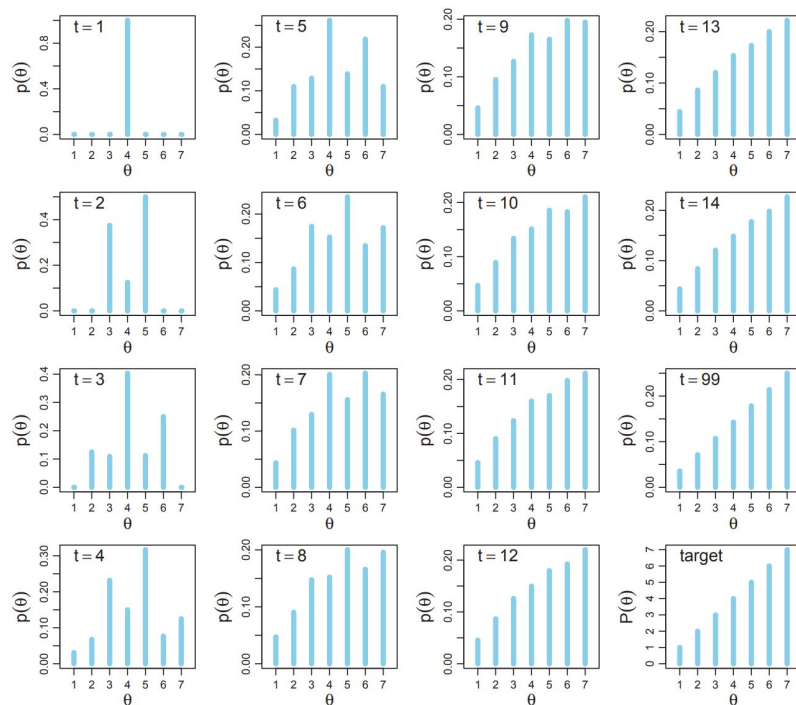 t = 1
p(θ)
0.0 0.4 0.8
1 2 3 4 5 6 7
θ
t = 5
p(θ)
0.00 0.10 0.20
1 2 3 4 5 6 7
θ
t = 9
p(θ)
0.00 0.10 0.20
1 2 3 4 5 6 7
θ
t = 13
p(θ)
0.00 0.10 0.20
1 2 3 4 5 6 7
θ
t = 2
p(θ)
0.0 0.2 0.4
1 2 3 4 5 6 7
θ
t = 6
p(θ)
0.00 0.10 0.20
1 2 3 4 5 6 7
θ
t = 10
p(θ)
0.00 0.10 0.20
1 2 3 4 5 6 7
θ
t = 14
p(θ)
0.00 0.10 0.20
1 2 3 4 5 6 7
θ
t = 3
p(θ)
0.0 0.1 0.2 0.3 0.4
1 2 3 4 5 6 7
θ
t = 7
p(θ)
0.00 0.10 0.20
1 2 3 4 5 6 7
θ
t = 11
p(θ)
0.00 0.10 0.20
1 2 3 4 5 6 7
θ
t = 99
p(θ)
0.00 0.10 0.20
1 2 3 4 5 6 7
θ
t = 4
p(θ)
0.00 0.10 0.20 0.30
1 2 3 4 5 6 7
θ
t = 8
p(θ)
0.00 0.10 0.20
1 2 3 4 5 6 7
θ
t = 12
p(θ)
0.00 0.10 0.20
1 2 3 4 5 6 7
θ
target
P(θ)
0 1 2 3 4 5 6 7
1 2 3 4 5 6 7
θ